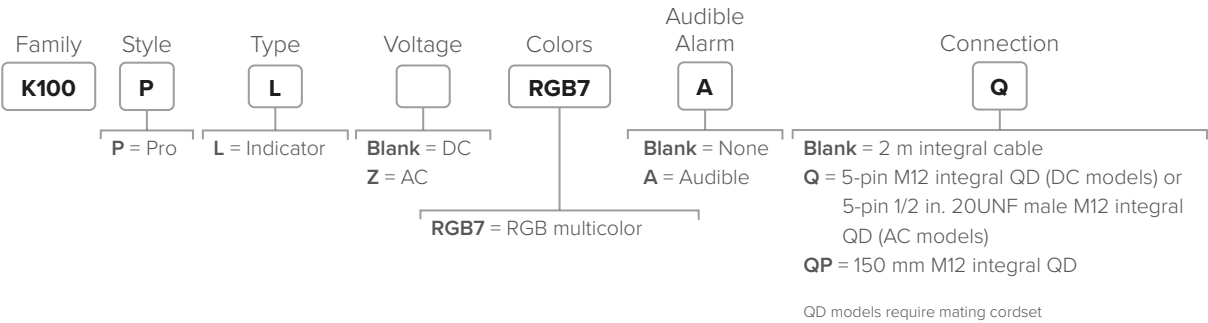 Family
Style
Type
Voltage
Colors
Audible
Alarm
Connection
K100
P
L
RGB7
A
Q
P = Pro
L = Indicator
Blank = DC
Z = AC
RGB7 = RGB multicolor
Blank = None
A = Audible
Blank = 2 m integral cable
Q = 5-pin M12 integral QD (DC models) or
5-pin 1/2 in. 20UNF male M12 integral
QD (AC models)
QP = 150 mm M12 integral QD
QD models require mating cordset